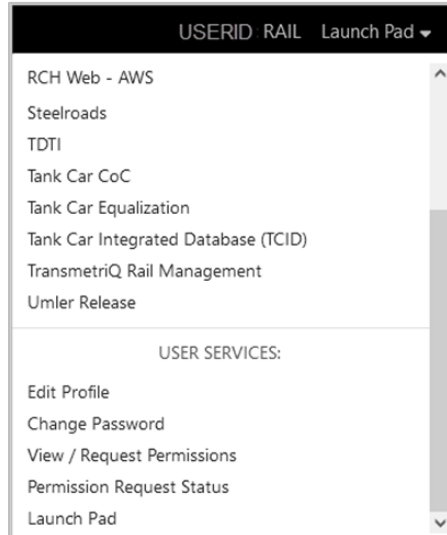 USERID: RAIL Launch Pad
RCH Web - AWS
Steelroads
TDTI
Tank Car CoC
Tank Car Equalization
Tank Car Integrated Database (TCID)
TransmetriQ Rail Management
Umler Release
USER SERVICES:
Edit Profile
Change Password
View / Request Permissions
Permission Request Status
Launch Pad